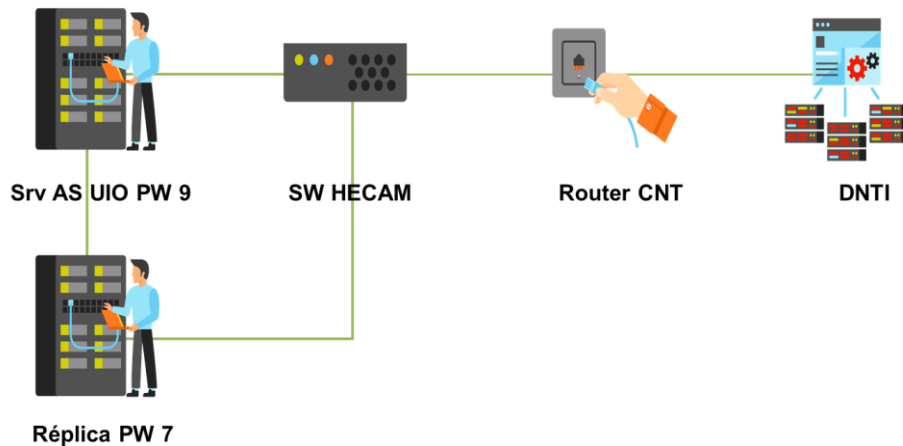 Srv AS UIO PW 9
SW HECAM
Router CNT
DNTI
Réplica PW 7